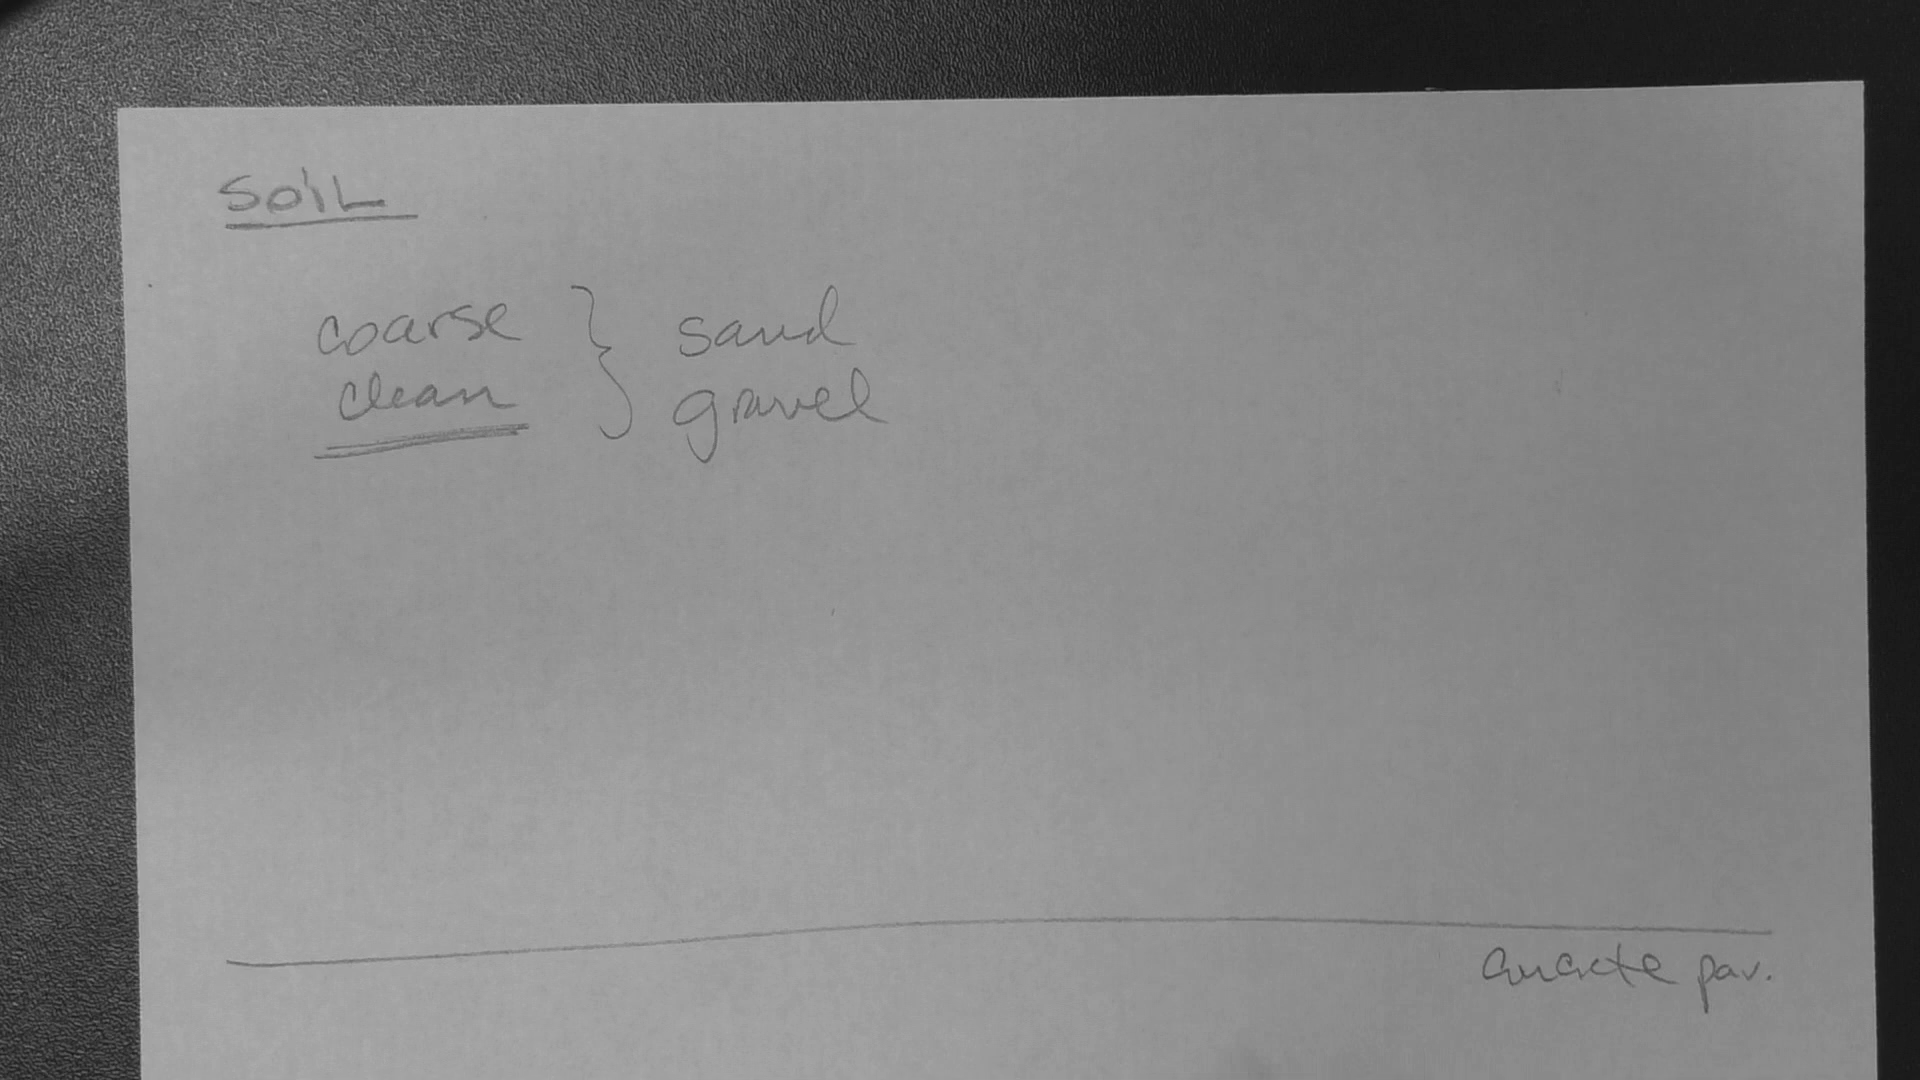 SOIL
coarse } sand
clean } gravel
concrete pav.